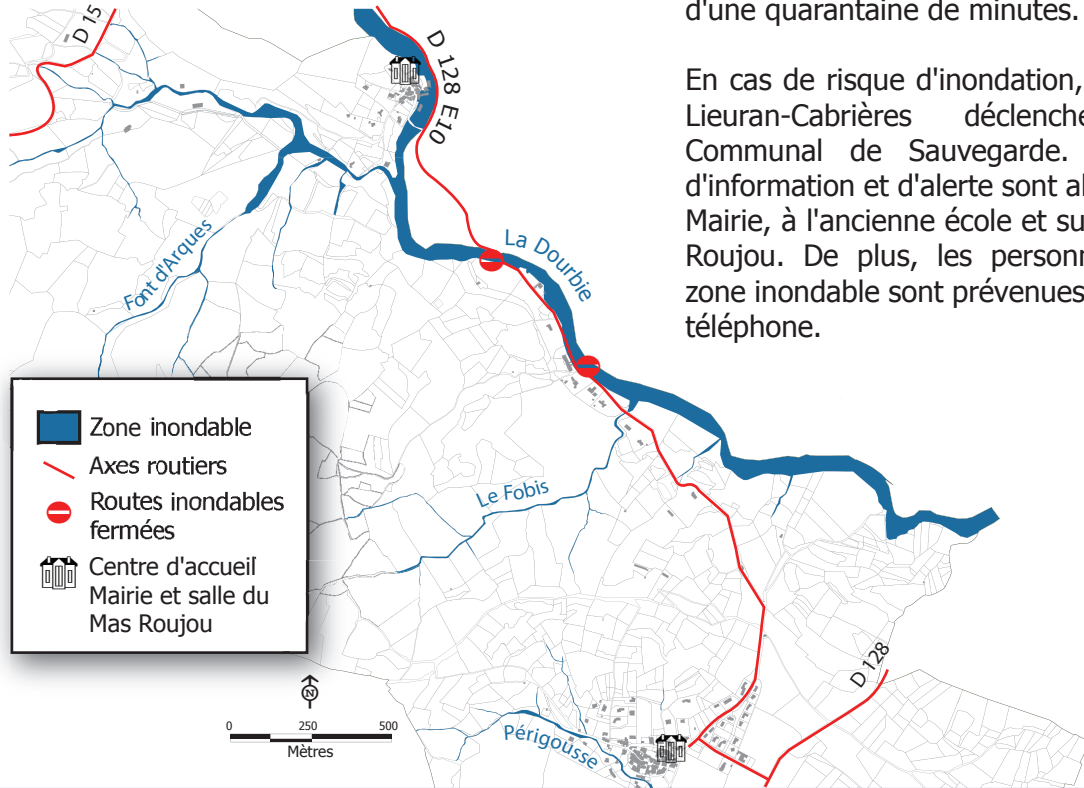 d'une quarantaine de minutes.
En cas de risque d'inondation,
Lieuran-Cabrières déclenche
Communal de Sauvegarde.
d'information et d'alerte sont al
Mairie, à l'ancienne école et su
Roujou. De plus, les personn
zone inondable sont prévenues
téléphone.
D 15
D 128 E10
La Dourbie
Font d'Arques
Le Fobis
D 128
Périgousse
Zone inondable
Axes routiers
Routes inondables
fermées
Centre d'accueil
Mairie et salle du
Mas Roujou
N
0 250 500
Mètres